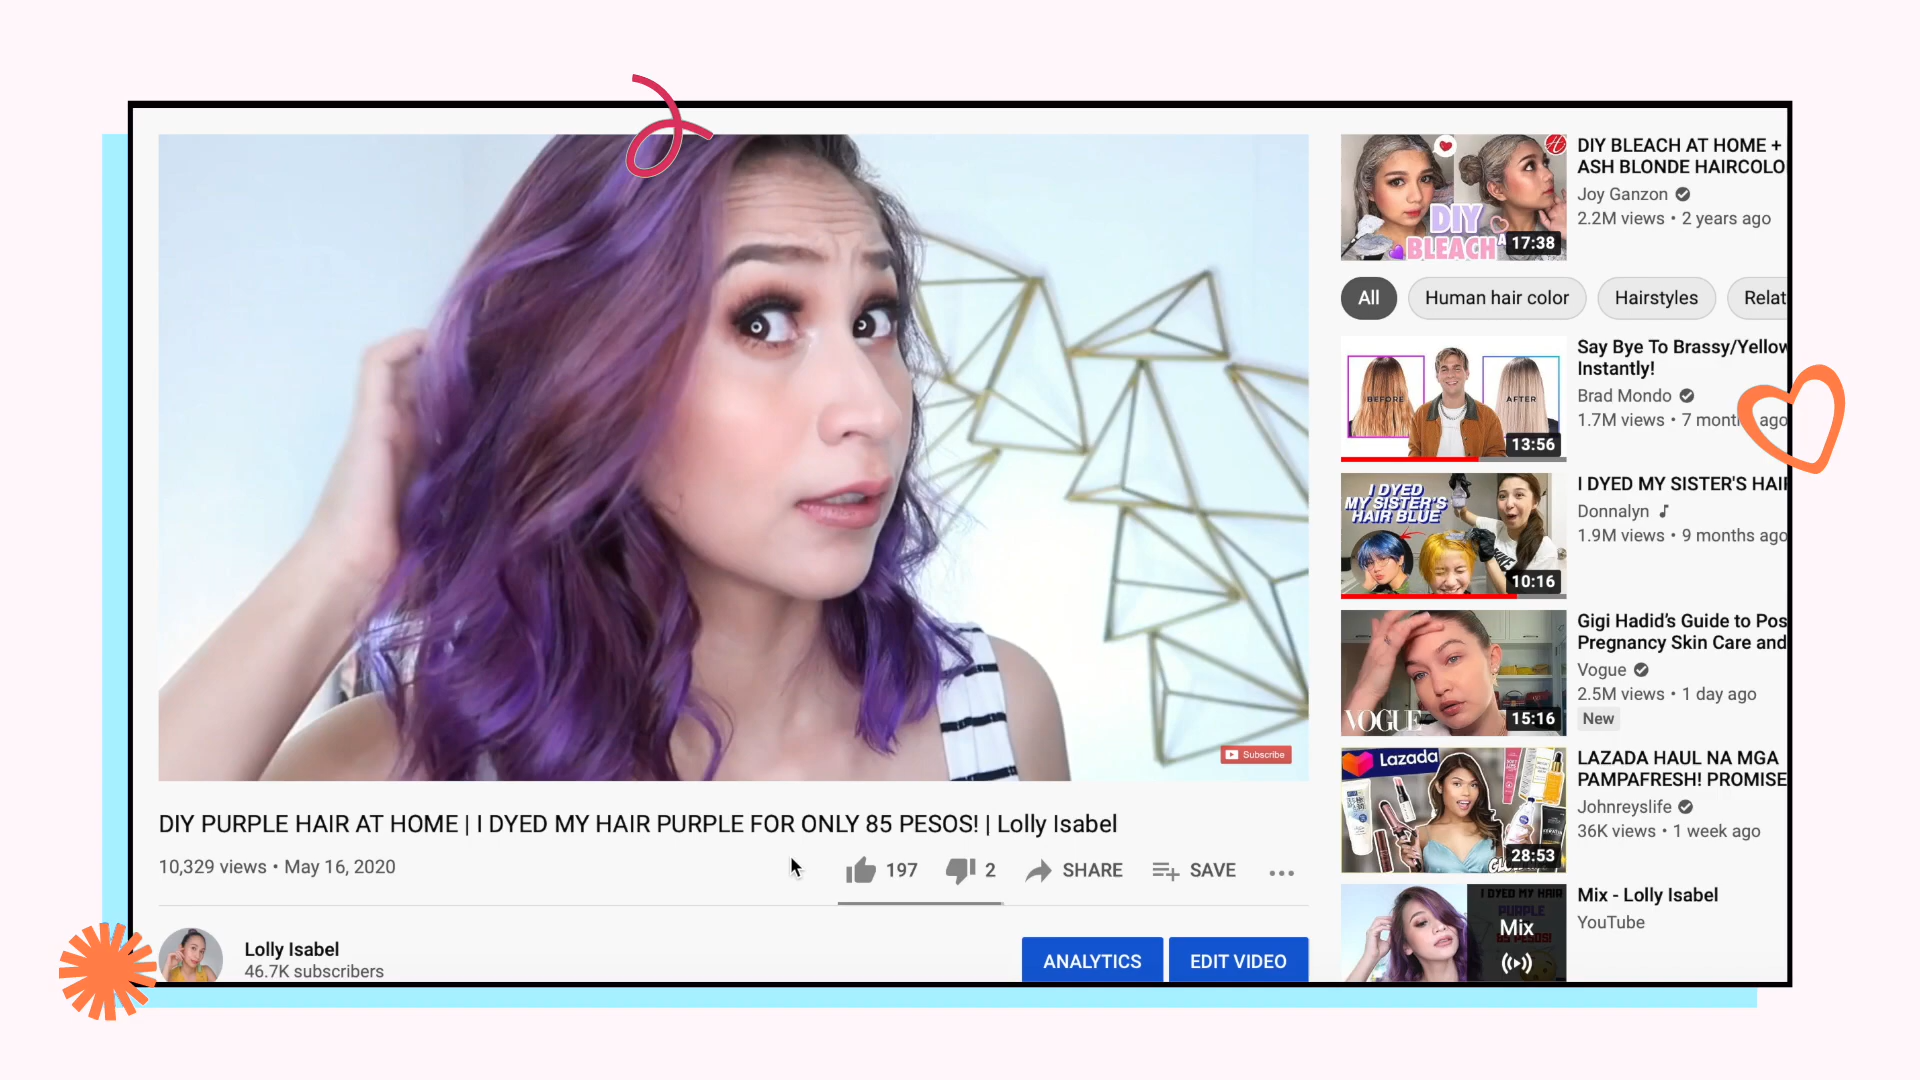 Subscribe
DIY PURPLE HAIR AT HOME | I DYED MY HAIR PURPLE FOR ONLY 85 PESOS! | Lolly Isabel
10,329 views • May 16, 2020
197
2
SHARE
SAVE
Lolly Isabel
46.7K subscribers
ANALYTICS
EDIT VIDEO
DIY
BLEACH
17:38
DIY BLEACH AT HOME +
ASH BLONDE HAIRCOLO
Joy Ganzon
2.2M views • 2 years ago
All
Human hair color
Hairstyles
Relat
BEFORE
AFTER
13:56
Say Bye To Brassy/Yellow
Instantly!
Brad Mondo
1.7M views • 7 month ago
I DYED
MY SISTER'S
HAIR BLUE
10:16
I DYED MY SISTER'S HAIR
Donnalyn
1.9M views • 9 months ago
VOGUE
15:16
Gigi Hadid's Guide to Pos
Pregnancy Skin Care and
Vogue
2.5M views • 1 day ago
New
Lazada
28:53
LAZADA HAUL NA MGA
PAMPAFRESH! PROMISE
Johnreyslife
36K views • 1 week ago
I DYED MY HAIR
PURPLE
85 PESOS!
Mix
Mix - Lolly Isabel
YouTube